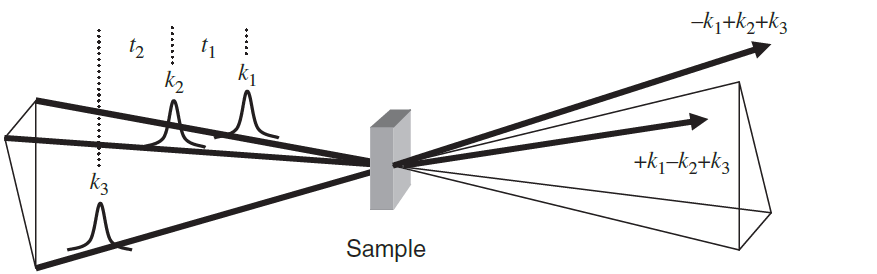 –k₁+k₂+k₃
t₂ t₁
k₂ k₁
+k₁–k₂+k₃
k₃
Sample